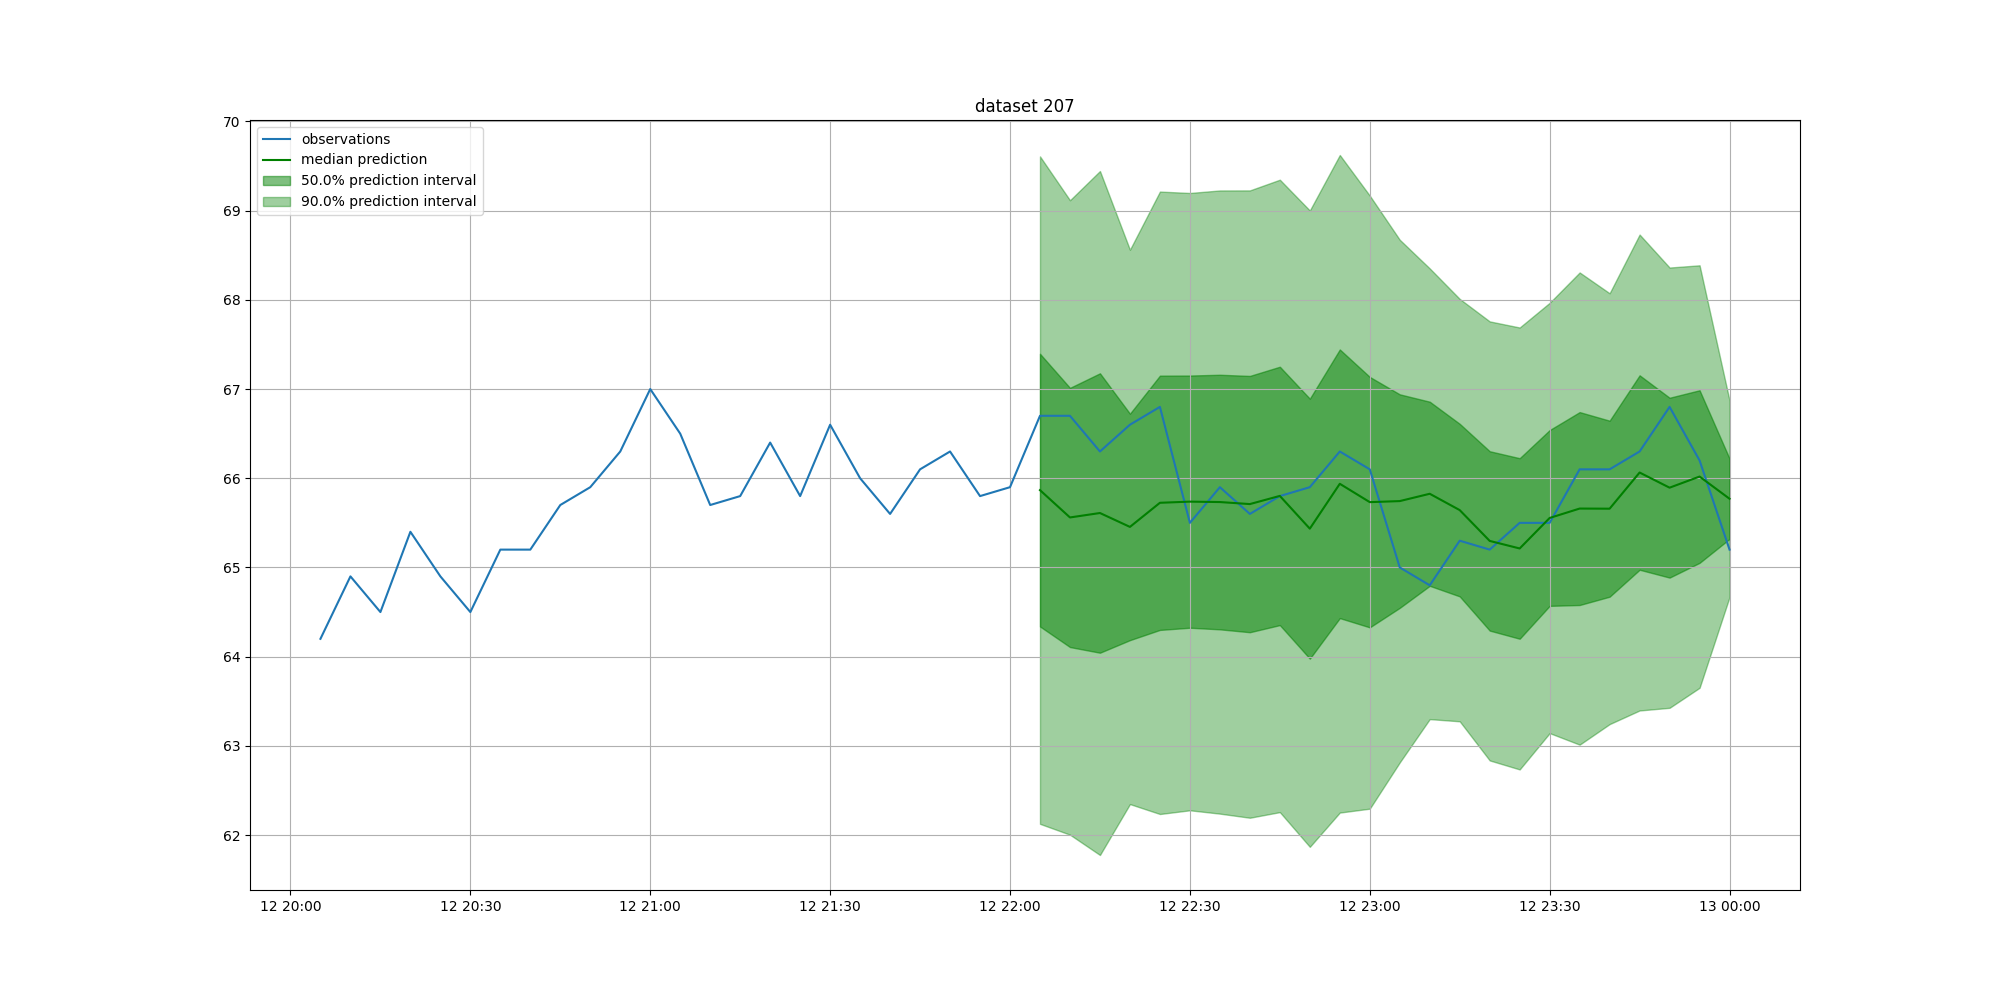 dataset 207
70
69
68
67
66
65
64
63
62
observations
median prediction
50.0% prediction interval
90.0% prediction interval
12 20:00 12 20:30 12 21:00 12 21:30 12 22:00 12 22:30 12 23:00 12 23:30 13 00:00